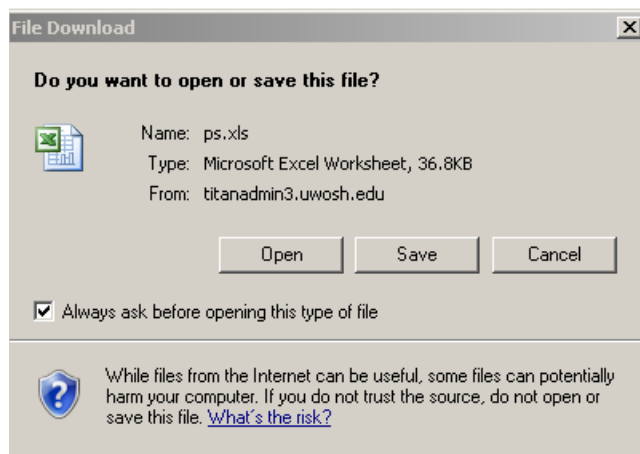 File Download
Do you want to open or save this file?
Name: ps.xls
Type: Microsoft Excel Worksheet, 36.8KB
From: titanadmin3.uwosh.edu
Open Save Cancel
Always ask before opening this type of file
While files from the Internet can be useful, some files can potentially
harm your computer. If you do not trust the source, do not open or
save this file. What's the risk?